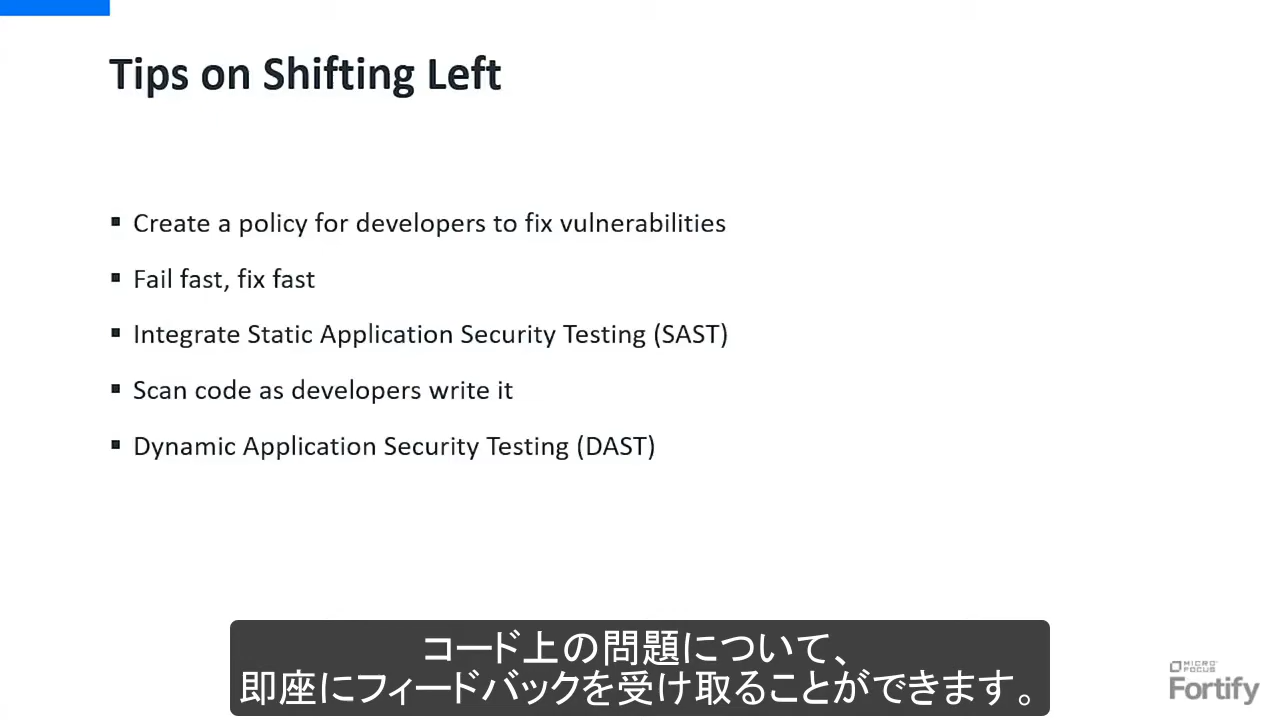 Tips on Shifting Left
▪ Create a policy for developers to fix vulnerabilities
▪ Fail fast, fix fast
▪ Integrate Static Application Security Testing (SAST)
▪ Scan code as developers write it
▪ Dynamic Application Security Testing (DAST)
コード上の問題について、
即座にフィードバックを受け取ることができます。
MICRO
FOCUS
Fortify